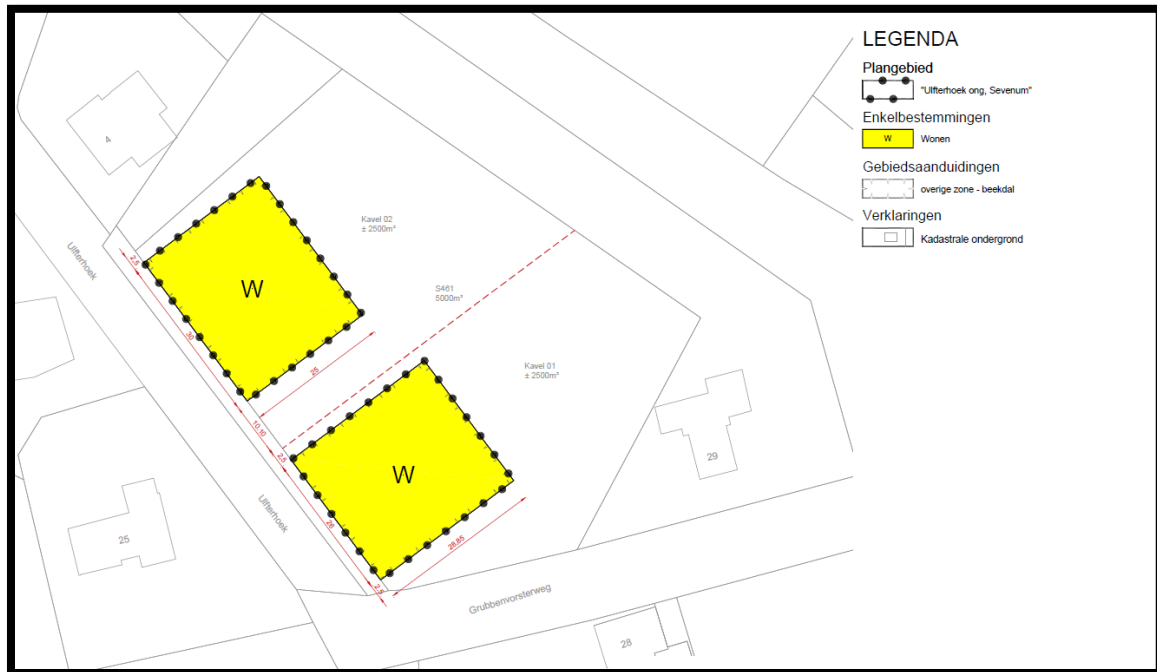 LEGENDA
Plangebied
"Ulfterhoek ong, Sevenum"
Enkelbestemmingen
W
Wonen
Gebiedsaanduidingen
overige zone - beekdal
Verklaringen
Kadastrale ondergrond
4
Kavel 02
± 2500m²
Ulfterhoek
2,5
W
S461
5000m²
30
25
Kavel 01
± 2500m²
10,10
2,5
W
29
Ulfterhoek
25
26
28,85
2,5
Grubbenvorsterweg
28